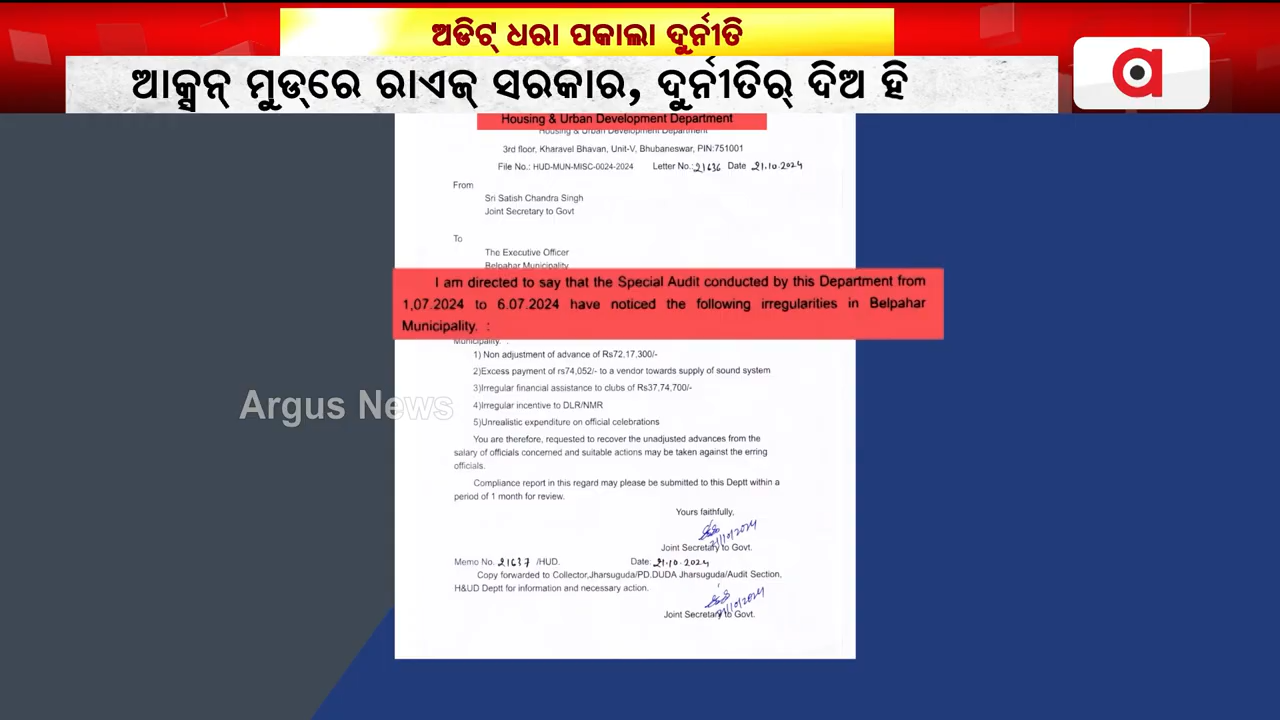 ଅଡିଟ୍ ଧରା ପକାଲା ଦୁର୍ନୀତି
ଆକ୍ସନ୍ ମୁଡ୍‌ରେ ରାଏଜ୍ ସରକାର, ଦୁର୍ନୀତିର୍ ଦିଅ ହି
a
Housing & Urban Development Department
Housing & Urban Development Department
3rd floor, Kharavel Bhavan, Unit-V, Bhubaneswar, PIN:751001
File No.: HUD-MUN-MISC-0024-2024 Letter No.: 21636 Date 21.10.2024
From
Sri Satish Chandra Singh
Joint Secretary to Govt
To
The Executive Officer
Belpahar Municipality
I am directed to say that the Special Audit conducted by this Department from
1,07.2024 to 6.07.2024 have noticed the following irregularities in Belpahar
Municipality. :
Municipality. :
1) Non adjustment of advance of Rs72,17,300/-
2)Excess payment of rs74,052/- to a vendor towards supply of sound system
3)Irregular financial assistance to clubs of Rs37,74,700/-
4)Irregular incentive to DLR/NMR
5)Unrealistic expenditure on official celebrations
You are therefore, requested to recover the unadjusted advances from the
salary of officials concerned and suitable actions may be taken against the erring
officials.
Compliance report in this regard may please be submitted to this Deptt within a
period of 1 month for review.
Yours faithfully,
21/10/2024
Joint Secretary to Govt.
Memo No. 21637 /HUD. Date. 21.10.2024
Copy forwarded to Collector,Jharsuguda/PD.DUDA Jharsuguda/Audit Section,
H&UD Deptt for information and necessary action.
21/10/2024
Joint Secretary to Govt.
Argus News